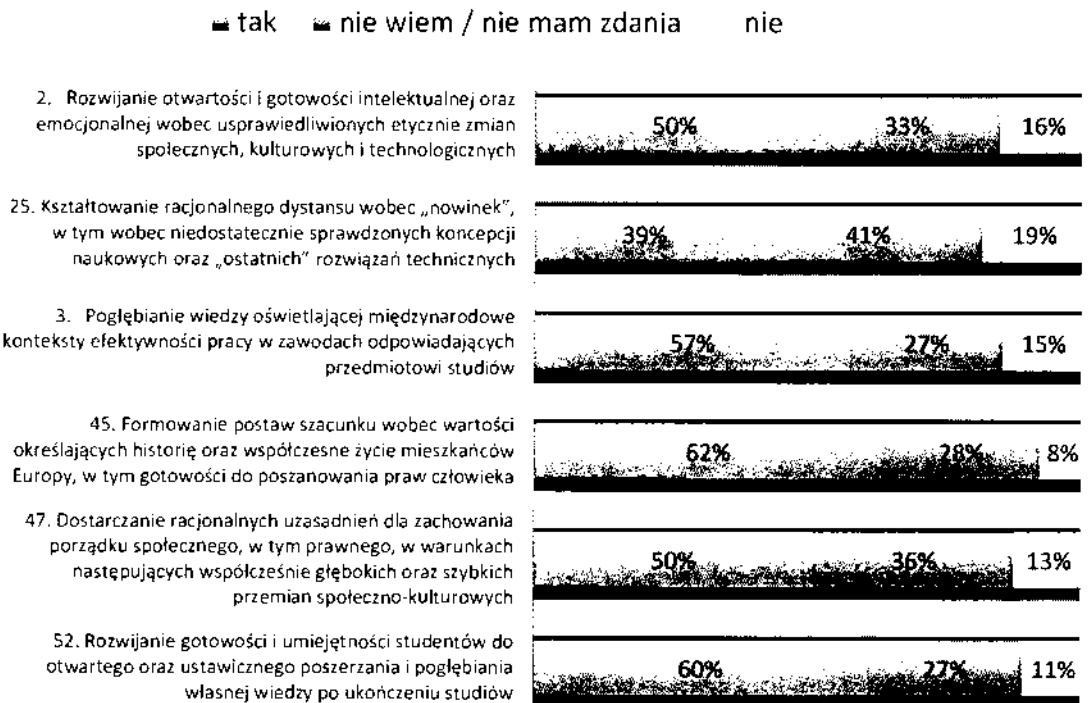 tak nie wiem / nie mam zdania nie
2. Rozwijanie otwartości i gotowości intelektualnej oraz
emocjonalnej wobec usprawiedliwionych etycznie zmian
społecznych, kulturowych i technologicznych
50% 33% 16%
25. Kształtowanie racjonalnego dystansu wobec „nowinek”,
w tym wobec niedostatecznie sprawdzonych koncepcji
naukowych oraz „ostatnich” rozwiązań technicznych
39% 41% 19%
3. Pogłębianie wiedzy oświetlającej międzynarodowe
konteksty efektywności pracy w zawodach odpowiadających
przedmiotowi studiów
57% 27% 15%
45. Formowanie postaw szacunku wobec wartości
określających historię oraz współczesne życie mieszkańców
Europy, w tym gotowości do poszanowania praw człowieka
62% 28% 8%
47. Dostarczanie racjonalnych uzasadnień dla zachowania
porządku społecznego, w tym prawnego, w warunkach
następujących współcześnie głębokich oraz szybkich
przemian społeczno-kulturowych
50% 36% 13%
52. Rozwijanie gotowości i umiejętności studentów do
otwartego oraz ustawicznego poszerzania i pogłębiania
własnej wiedzy po ukończeniu studiów
60% 27% 11%